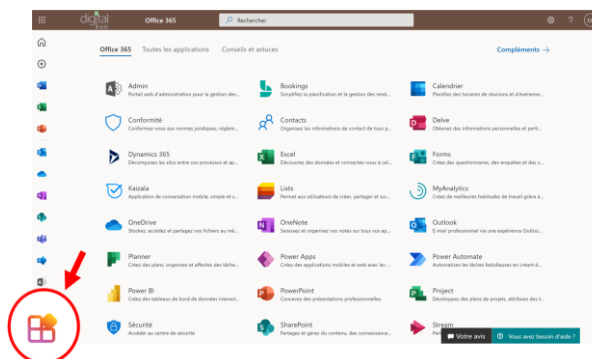 digital
Office 365
Rechercher
?
Office 365
Toutes les applications
Conseils et astuces
Compléments →
Admin
Portail web d'administration pour la gestion des...
Bookings
Simplifiez la planification et la gestion des rend...
Calendrier
Planifiez des horaires de réunions et d'événeme...
Conformité
Conformez-vous aux normes juridiques, réglem...
Contacts
Organisez les informations de contact de tous p...
Delve
Obtenez des informations personnelles et perti...
Dynamics 365
Décomposez les silos entre vos processus et ap...
Excel
Découvrez des données et connectez-vous à cel...
Forms
Créez des questionnaires, des enquêtes et des s...
Kaizala
Application de conversation mobile, simple et s...
Lists
Permet aux utilisateurs de créer, partager et sui...
MyAnalytics
Créez de meilleures habitudes de travail grâce à...
OneDrive
Stockez, accédez et partagez vos fichiers au mê...
OneNote
Saisissez et organisez vos notes sur tous vos ap...
Outlook
E-mail professionnel via une expérience Outloo...
Planner
Créez des plans, organisez et affectez des tâche...
Power Apps
Créez des applications mobiles et web avec les ...
Power Automate
Automatisez les tâches fastidieuses en créant d...
Power BI
Créez des tableaux de bord de données interact...
PowerPoint
Concevez des présentations professionnelles.
Project
Développez des plans de projets, attribuez des t...
Sécurité
Accéder au centre de sécurité
SharePoint
Partagez et gérez du contenu, des connaissance...
Stream
Votre avis
Vous avez besoin d'aide ?